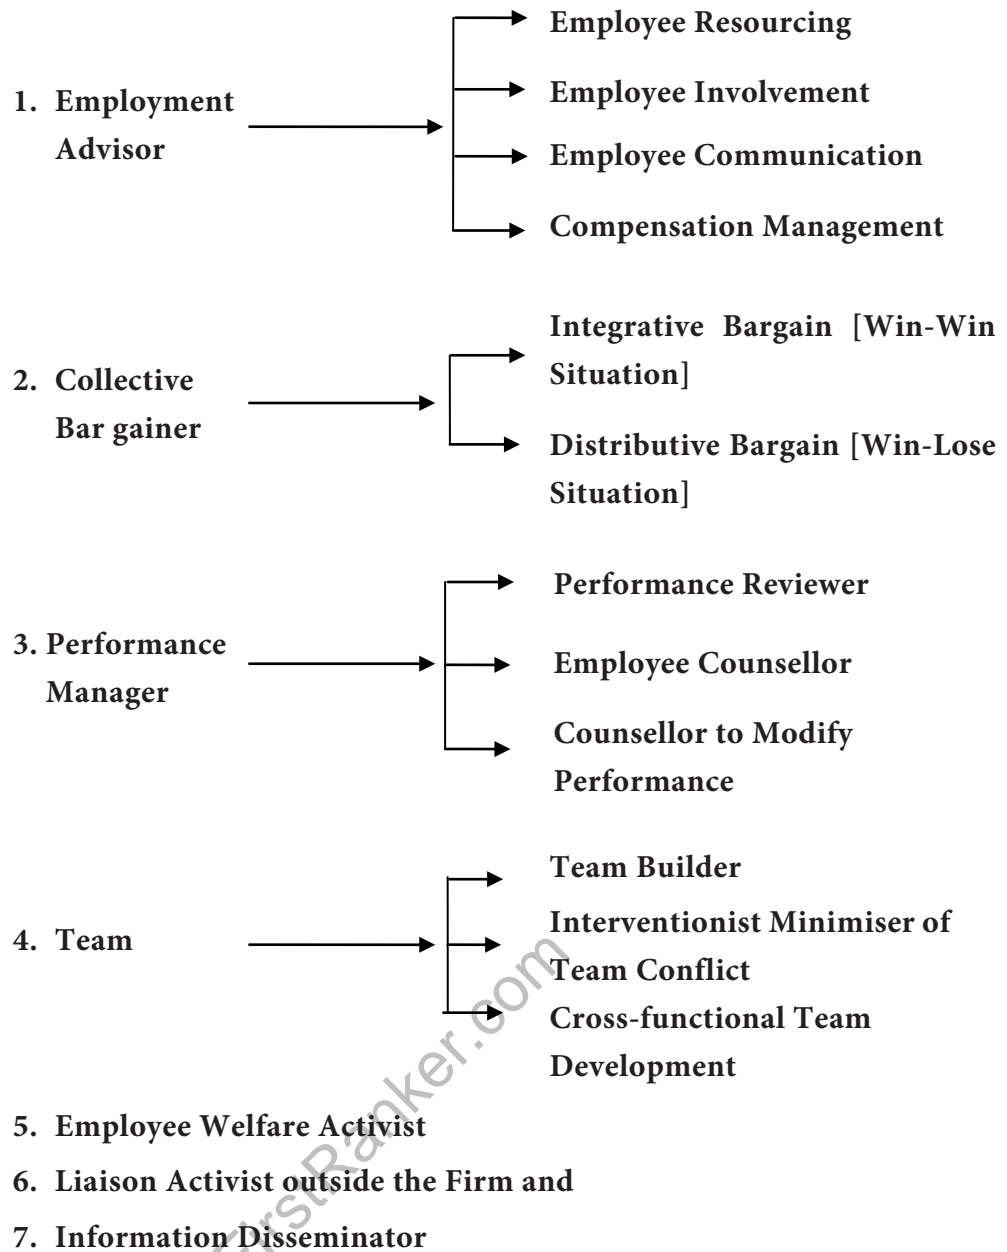 Employee Resourcing
1. Employment
Advisor
Employee Involvement
Employee Communication
Compensation Management
2. Collective
Bar gainer
Integrative Bargain [Win-Win
Situation]
Distributive Bargain [Win-Lose
Situation]
3. Performance
Manager
Performance Reviewer
Employee Counsellor
Counsellor to Modify
Performance
4. Team
Team Builder
Interventionist Minimiser of
Team Conflict
Cross-functional Team
Development
5. Employee Welfare Activist
6. Liaison Activist outside the Firm and
7. Information Disseminator
FirstRanker.com